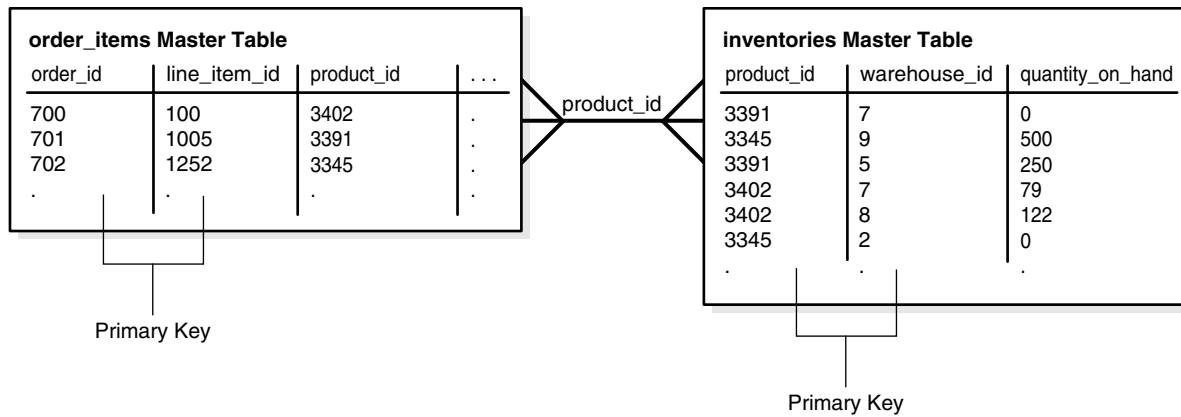 order_items Master Table
order_id line_item_id product_id . . .
700 100 3402 .
701 1005 3391 .
702 1252 3345 .
. . . .
Primary Key
product_id
inventories Master Table
product_id warehouse_id quantity_on_hand
3391 7 0
3345 9 500
3391 5 250
3402 7 79
3402 8 122
3345 2 0
. . .
Primary Key